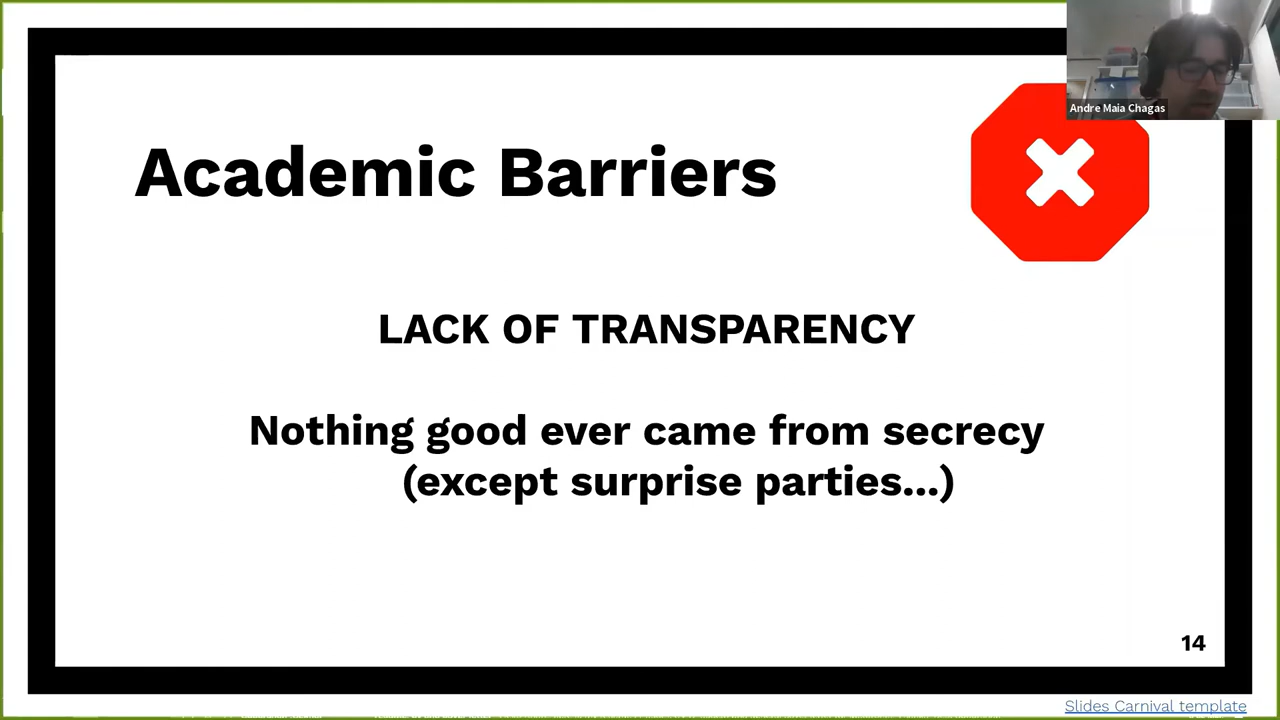 Andre Maia Chagas
Academic Barriers
LACK OF TRANSPARENCY
Nothing good ever came from secrecy
(except surprise parties...)
14
Slides Carnival template